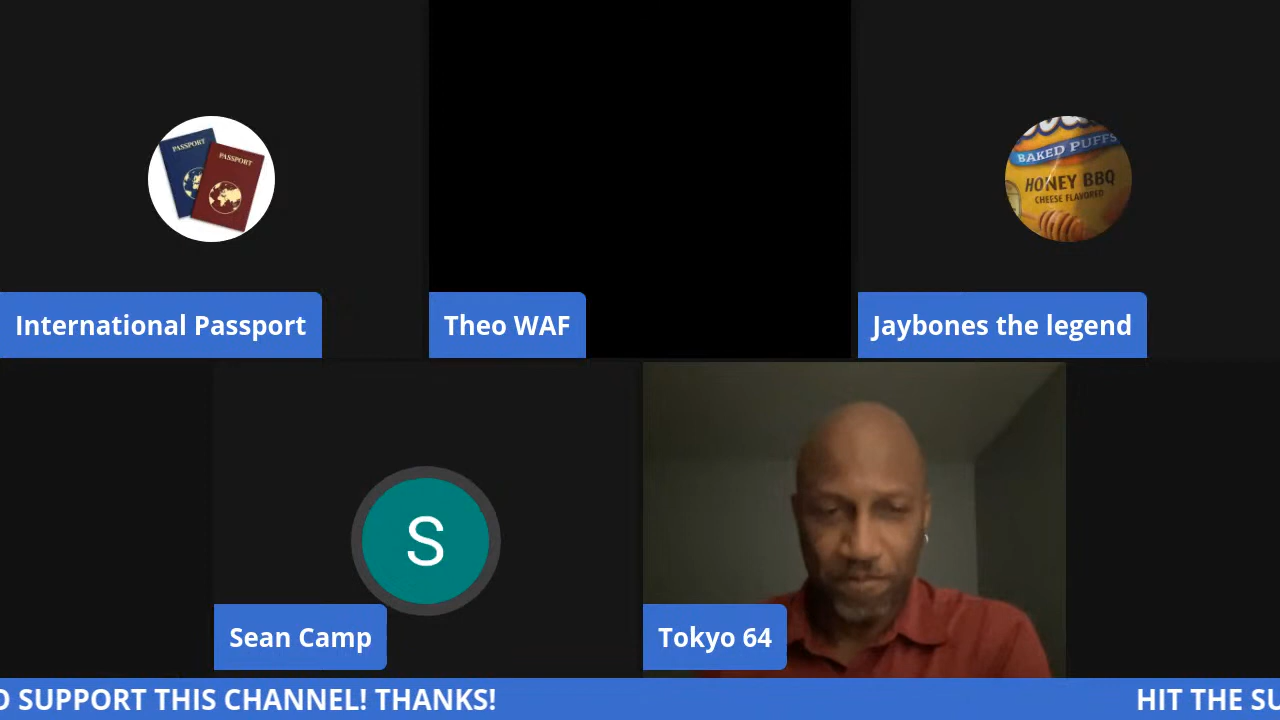 PASSPORT
PASSPORT
BAKED PUFFS
HONEY BBQ
CHEESE FLAVORED
International Passport
Theo WAF
Jaybones the legend
S
Sean Camp
Tokyo 64
O SUPPORT THIS CHANNEL! THANKS!
HIT THE SU